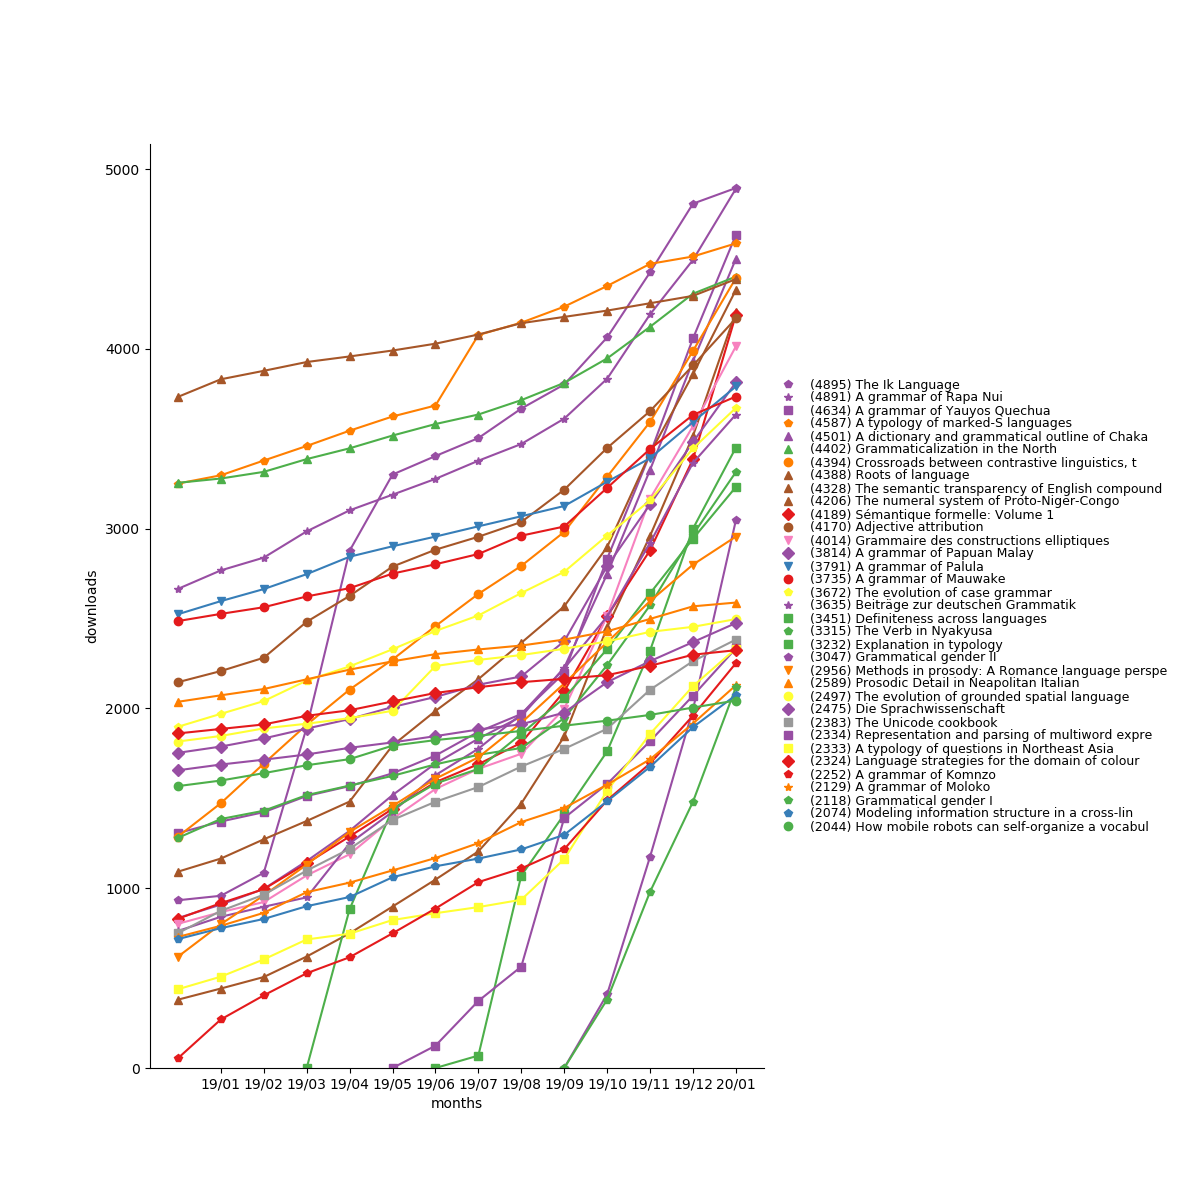 5000
4000
3000
2000
1000
0
downloads
19/01 19/02 19/03 19/04 19/05 19/06 19/07 19/08 19/09 19/10 19/11 19/12 20/01
months
(4895) The Ik Language
(4891) A grammar of Rapa Nui
(4634) A grammar of Yauyos Quechua
(4587) A typology of marked-S languages
(4501) A dictionary and grammatical outline of Chaka
(4402) Grammaticalization in the North
(4394) Crossroads between contrastive linguistics, t
(4388) Roots of language
(4328) The semantic transparency of English compound
(4206) The numeral system of Proto-Niger-Congo
(4189) Sémantique formelle: Volume 1
(4170) Adjective attribution
(4014) Grammaire des constructions elliptiques
(3814) A grammar of Papuan Malay
(3791) A grammar of Palula
(3735) A grammar of Mauwake
(3672) The evolution of case grammar
(3635) Beiträge zur deutschen Grammatik
(3451) Definiteness across languages
(3315) The Verb in Nyakyusa
(3232) Explanation in typology
(3047) Grammatical gender II
(2956) Methods in prosody: A Romance language perspe
(2589) Prosodic Detail in Neapolitan Italian
(2497) The evolution of grounded spatial language
(2475) Die Sprachwissenschaft
(2383) The Unicode cookbook
(2334) Representation and parsing of multiword expre
(2333) A typology of questions in Northeast Asia
(2324) Language strategies for the domain of colour
(2252) A grammar of Komnzo
(2129) A grammar of Moloko
(2118) Grammatical gender I
(2074) Modeling information structure in a cross-lin
(2044) How mobile robots can self-organize a vocabul